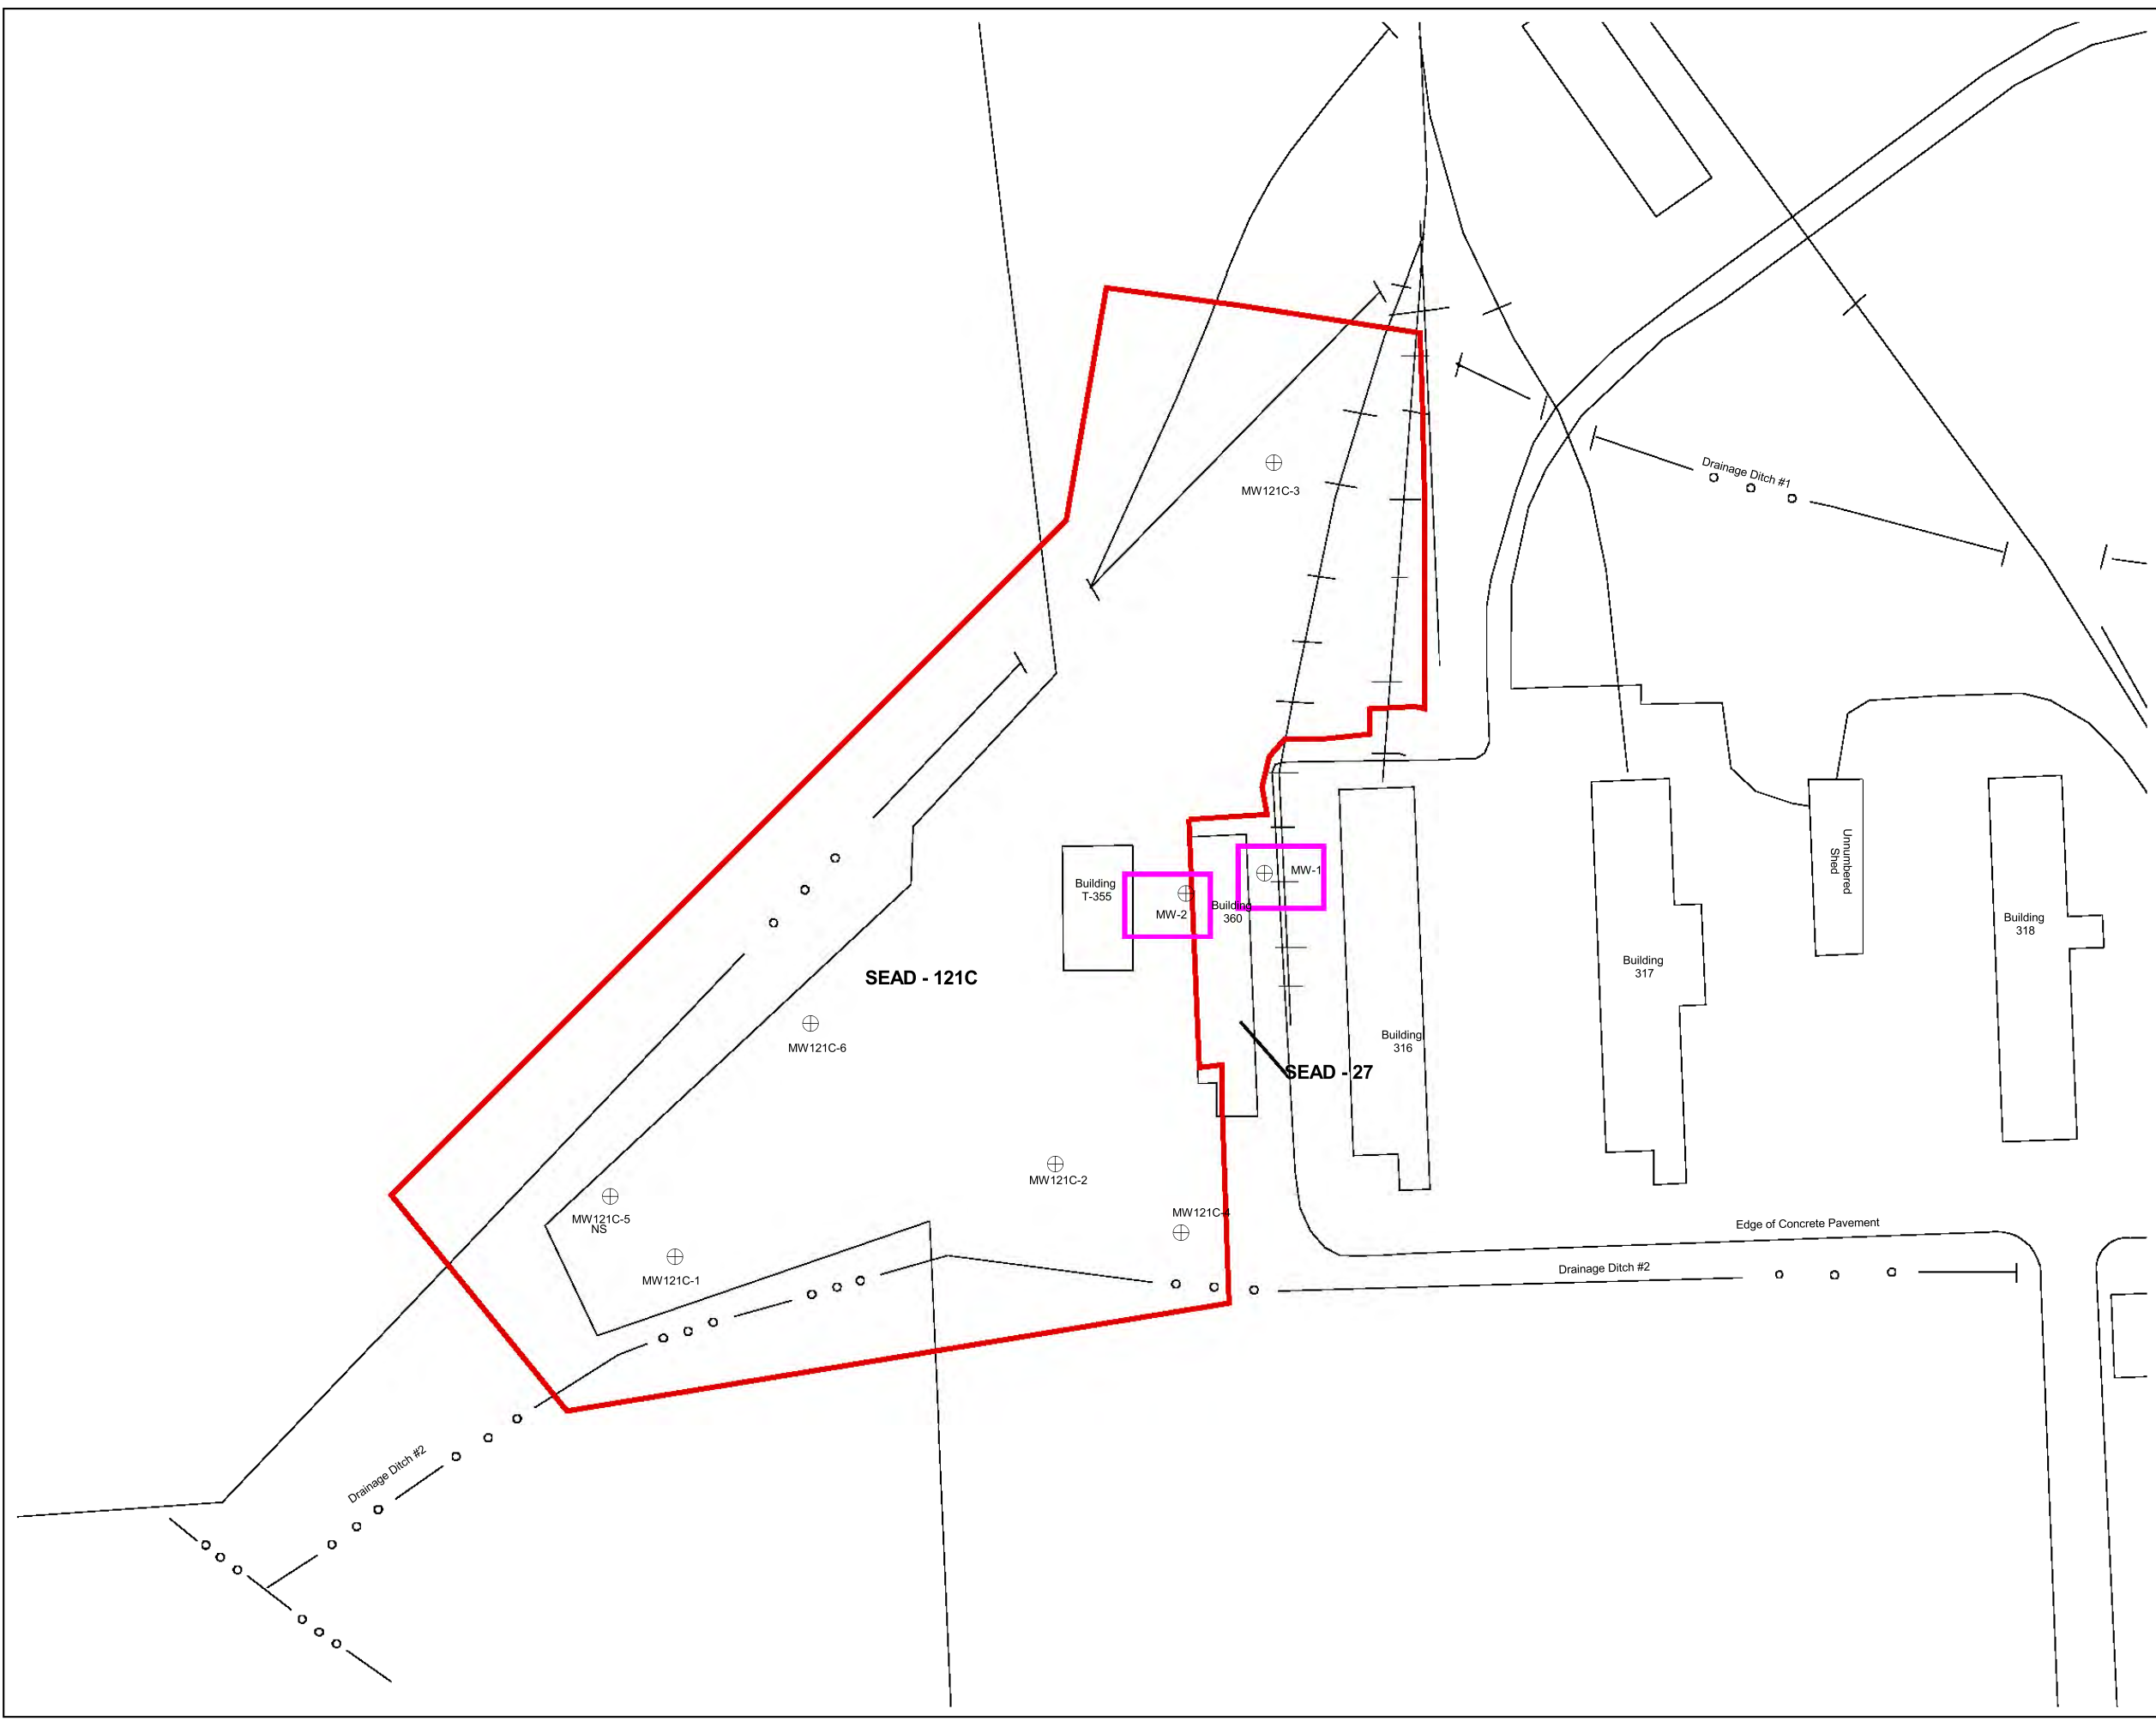 Drainage Ditch #1
MW121C-3
Unnumbered
Shed
MW-1
Building
T-355
MW-2
Building
360
Building
318
Building
317
SEAD - 121C
MW121C-6
Building
316
SEAD - 27
MW121C-2
MW121C-5
NS
MW121C-4
Edge of Concrete Pavement
MW121C-1
Drainage Ditch #2
Drainage Ditch #2